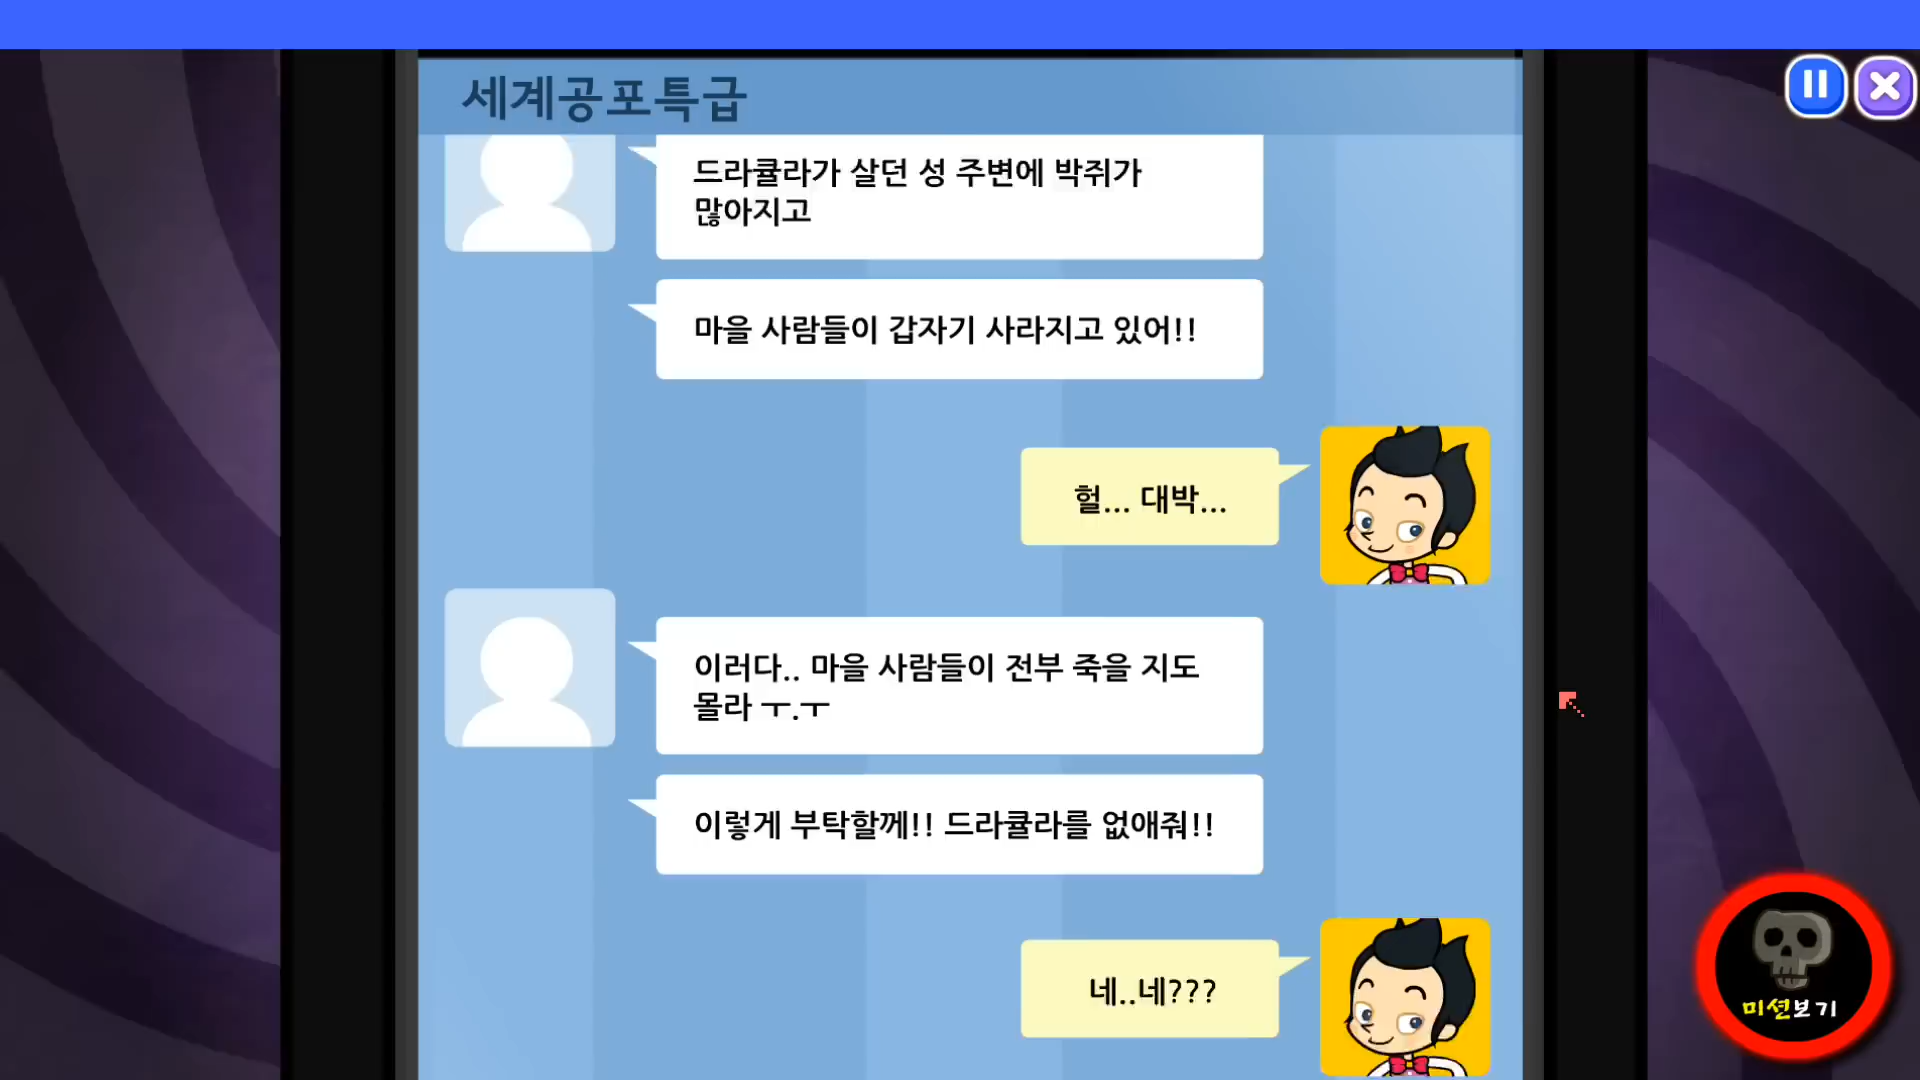 세계공포특급
드라큘라가 살던 성 주변에 박쥐가
많아지고
마을 사람들이 갑자기 사라지고 있어!!
헐... 대박...
이러다.. 마을 사람들이 전부 죽을 지도
몰라 ㅜ.ㅜ
이렇게 부탁할께!! 드라큘라를 없애줘!!
네..네???
미션보기